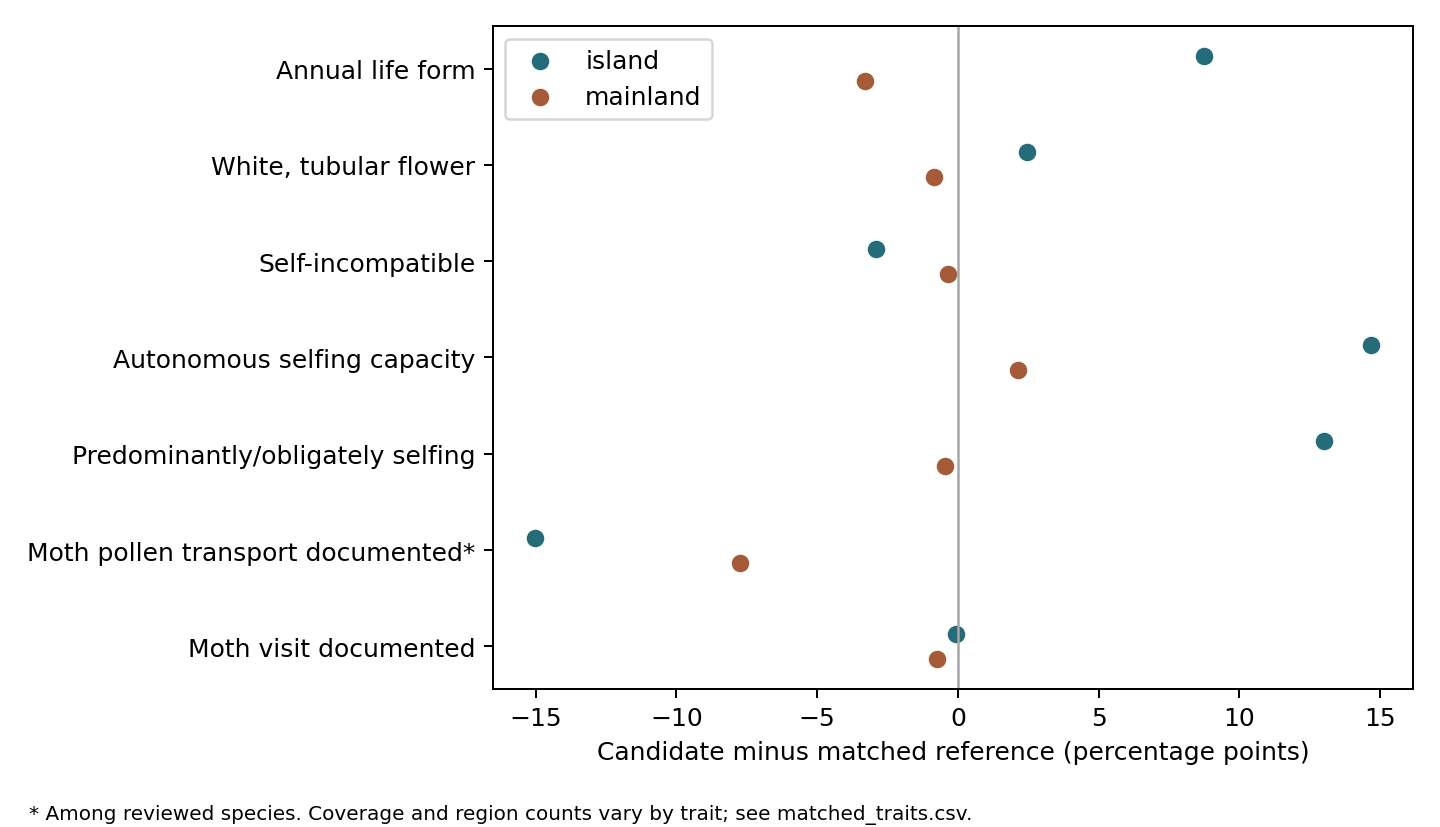 island
mainland
Annual life form
White, tubular flower
Self-incompatible
Autonomous selfing capacity
Predominantly/obligately selfing
Moth pollen transport documented*
Moth visit documented
−15 −10 −5 0 5 10 15
Candidate minus matched reference (percentage points)
* Among reviewed species. Coverage and region counts vary by trait; see matched_traits.csv.